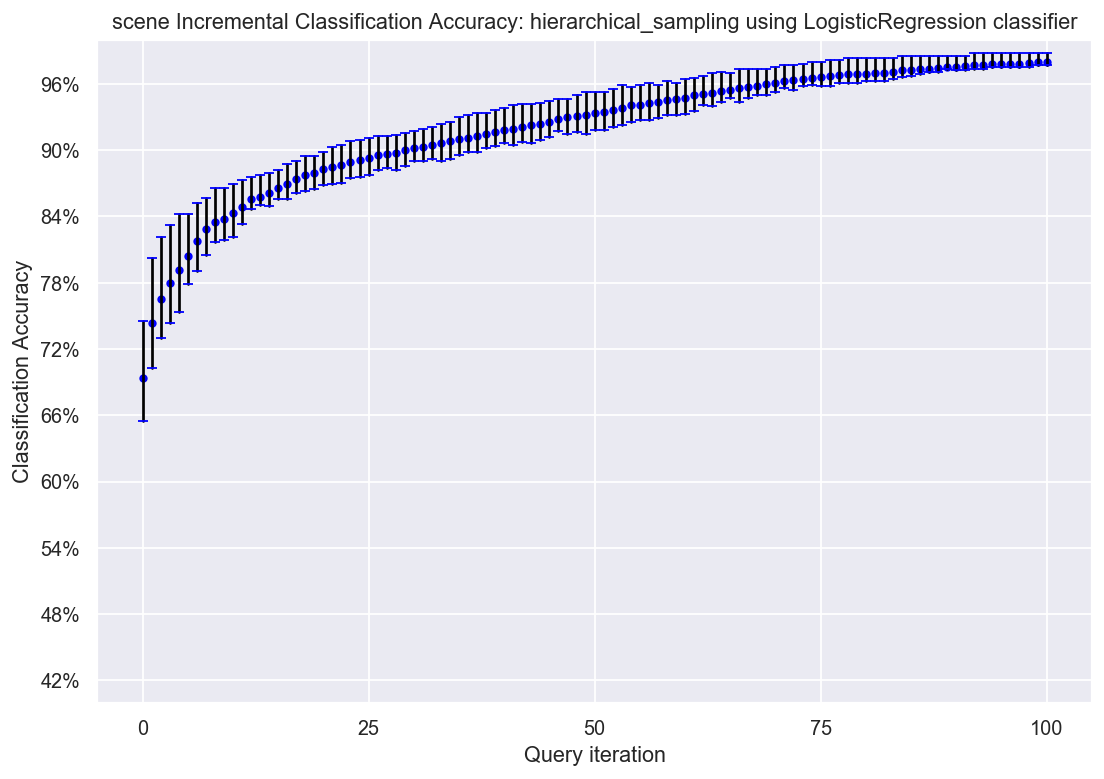 scene Incremental Classification Accuracy: hierarchical_sampling using LogisticRegression classifier
Classification Accuracy
96%
90%
84%
78%
72%
66%
60%
54%
48%
42%
0 25 50 75 100
Query iteration